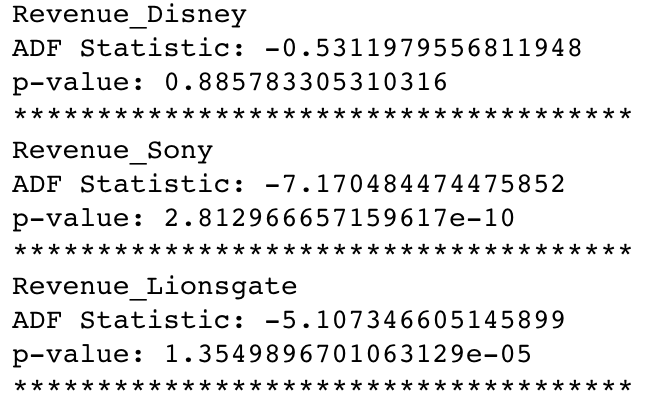 Revenue_Disney
ADF Statistic: -0.5311979556811948
p-value: 0.885783305310316
*************************************
Revenue_Sony
ADF Statistic: -7.170484474475852
p-value: 2.812966657159617e-10
*************************************
Revenue_Lionsgate
ADF Statistic: -5.107346605145899
p-value: 1.3549896701063129e-05
*************************************